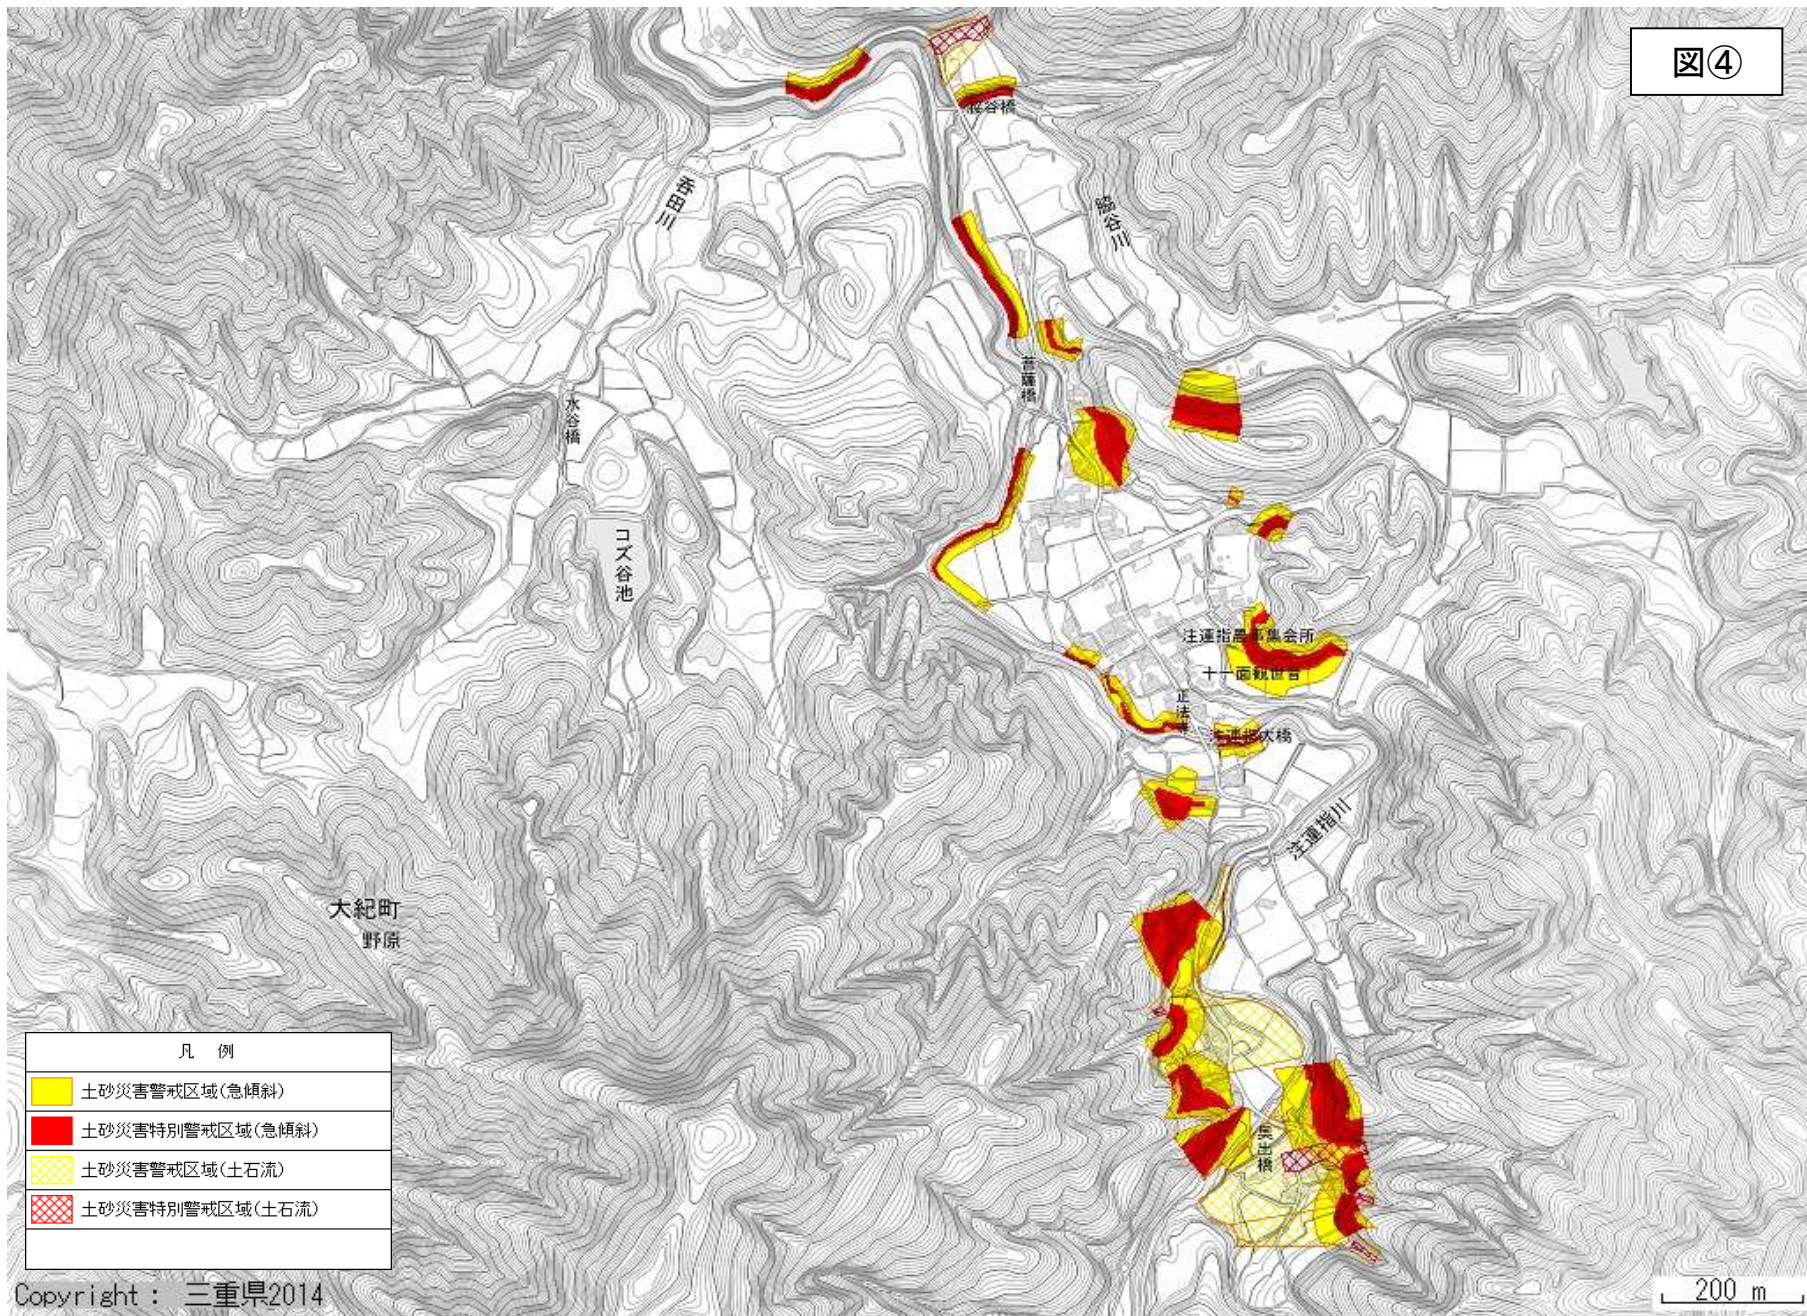 図④
脇谷橋
呑田川
脇谷川
菩薩橋
水谷橋
コズ谷池
注連指農事集会所
十一面観世音
正法寺
注連指大橋
注連指川
大紀町
野原
凡 例
土砂災害警戒区域(急傾斜)
土砂災害特別警戒区域(急傾斜)
土砂災害警戒区域(土石流)
土砂災害特別警戒区域(土石流)
Copyright : 三重県2014
200 m